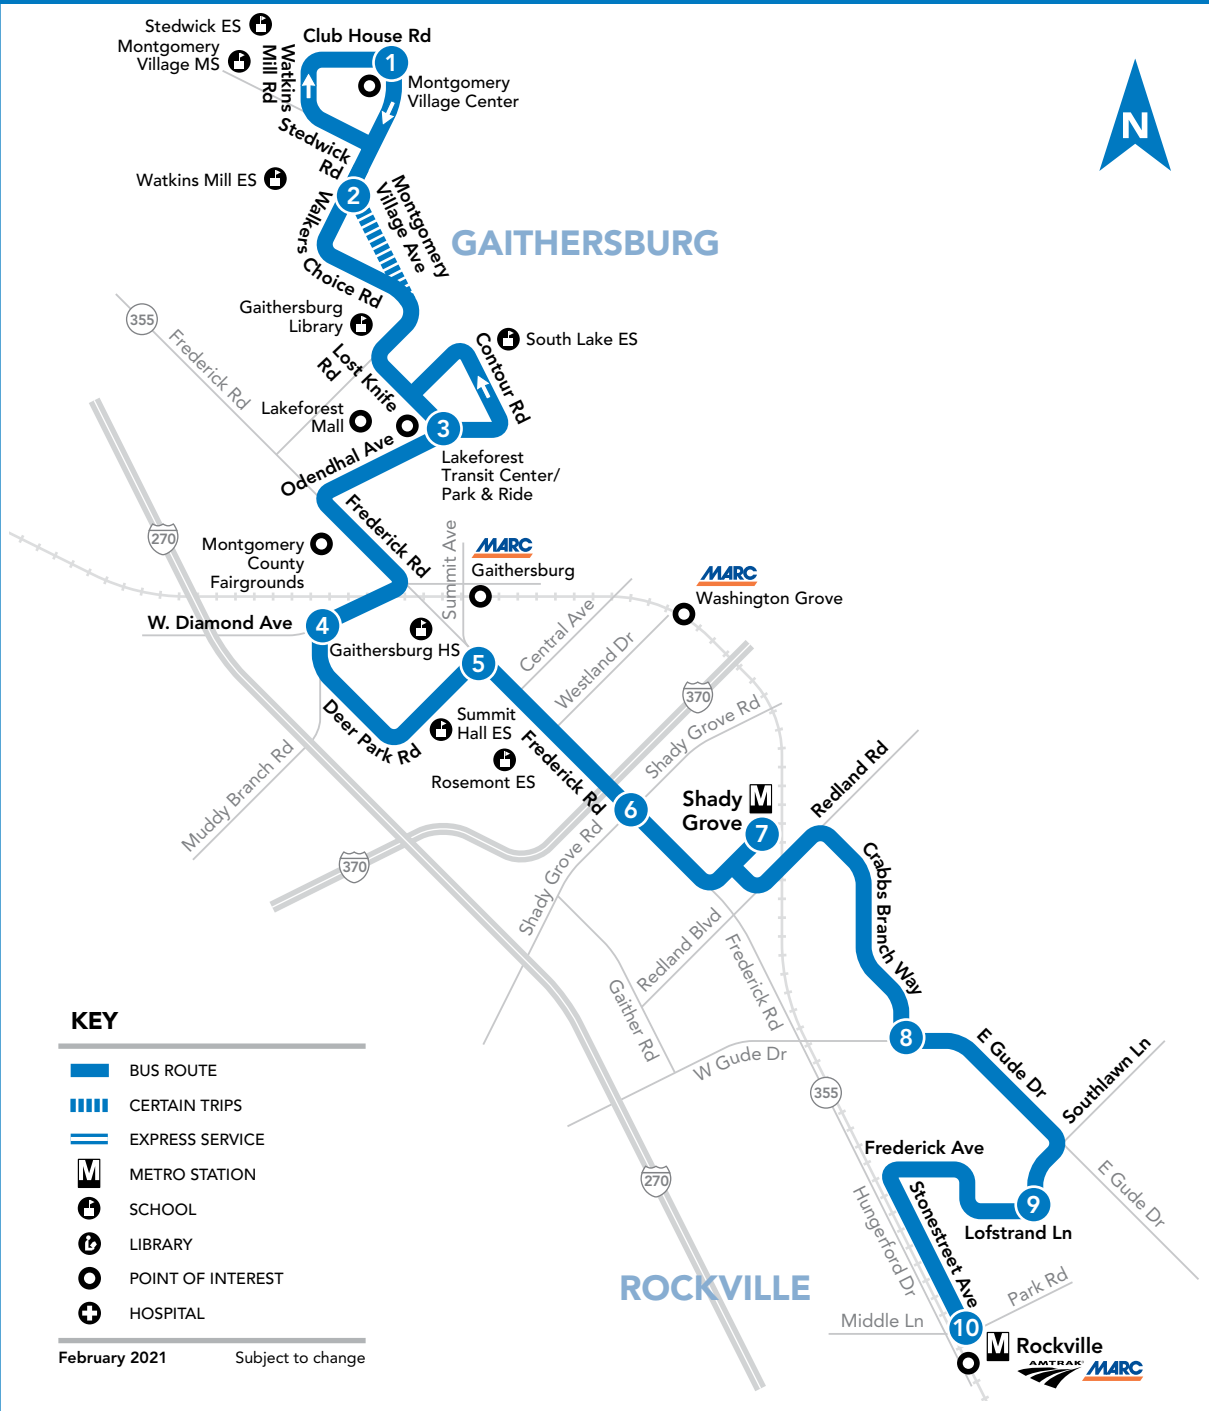 Stedwick ES
Montgomery
Village MS
Watkins
Mill Rd
Club House Rd
1
Montgomery
Village Center
N
Stedwick
Rd
Watkins Mill ES
2
Montgomery
Village Ave
Walkers
Choice Rd
GAITHERSBURG
355
Frederick Rd
Gaithersburg
Library
Lost Knife
Rd
South Lake ES
Contour Rd
Lakeforest
Mall
3
Odendhal Ave
Lakeforest
Transit Center/
Park & Ride
Frederick Rd
270
Montgomery
County
Fairgrounds
Summit Ave
MARC
Gaithersburg
MARC
Washington Grove
W. Diamond Ave
4
Gaithersburg HS
5
Central Ave
Westland Dr
370
Shady Grove Rd
Deer Park Rd
Summit
Hall ES
Rosemont ES
Frederick Rd
Muddy Branch Rd
370
6
Shady
Grove
M
7
Redland Rd
Shady Grove Rd
Crabbs Branch Way
Redland Blvd
Frederick Rd
Gaither Rd
W Gude Dr
8
E Gude Dr
Southlawn Ln
355
Frederick Ave
E Gude Dr
270
Hungerford Dr
Stonestreet Ave
9
Lofstrand Ln
ROCKVILLE
Park Rd
Middle Ln
10
M
Rockville
AMTRAK
MARC
KEY
BUS ROUTE
CERTAIN TRIPS
EXPRESS SERVICE
M
METRO STATION
SCHOOL
LIBRARY
POINT OF INTEREST
HOSPITAL
February 2021
Subject to change